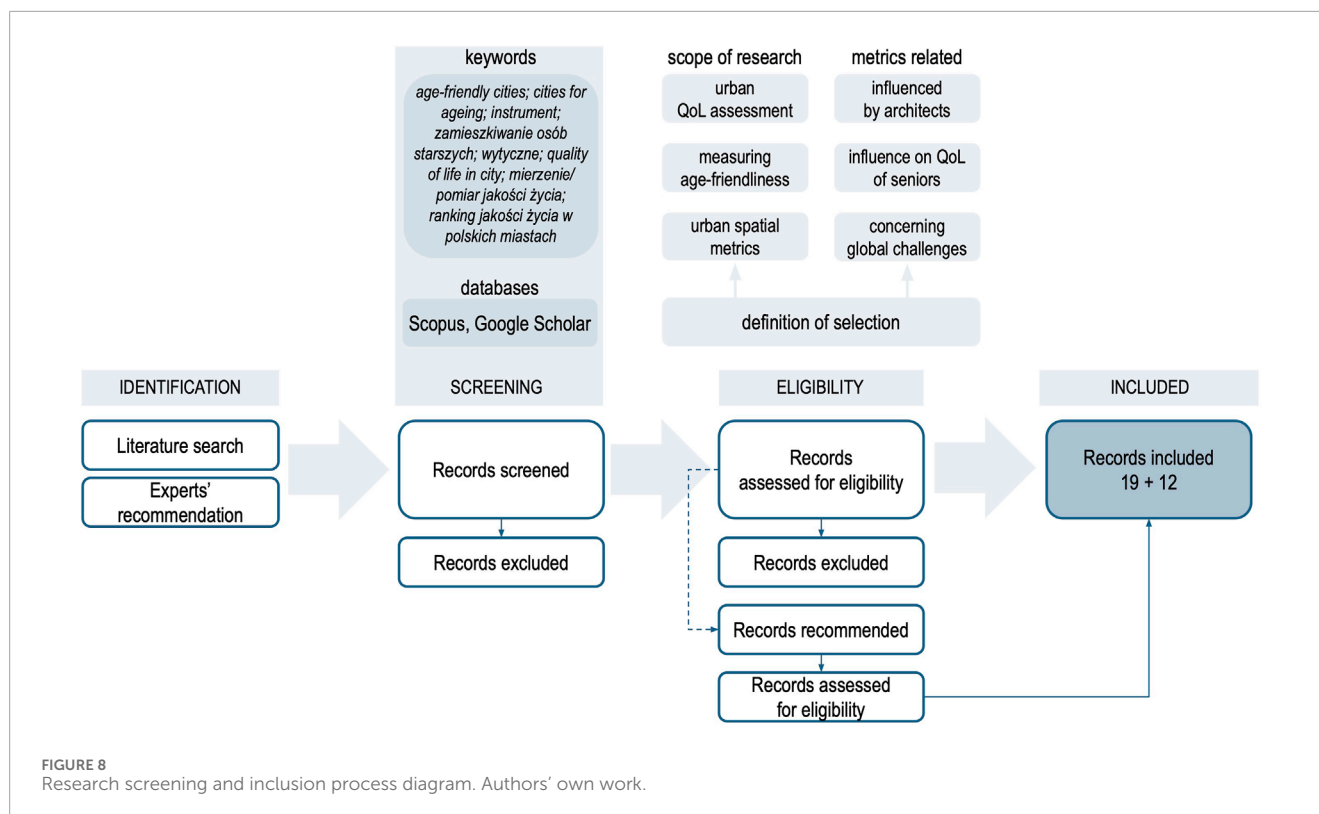 keywords
age-friendly cities; cities for
ageing; instrument;
zamieszkiwanie osób
starszych; wytyczne; quality
of life in city; mierzenie/
pomiar jakości życia;
ranking jakości życia w
polskich miastach
databases
Scopus, Google Scholar
scope of research
urban
QoL assessment
measuring
age-friendliness
urban spatial
metrics
metrics related
influenced
by architects
influence on QoL
of seniors
concerning
global challenges
definition of selection
IDENTIFICATION
Literature search
Experts'
recommendation
SCREENING
Records screened
Records excluded
ELIGIBILITY
Records
assessed for eligibility
Records excluded
Records recommended
Records assessed
for eligibility
INCLUDED
Records included
19 + 12
FIGURE 8
Research screening and inclusion process diagram. Authors' own work.